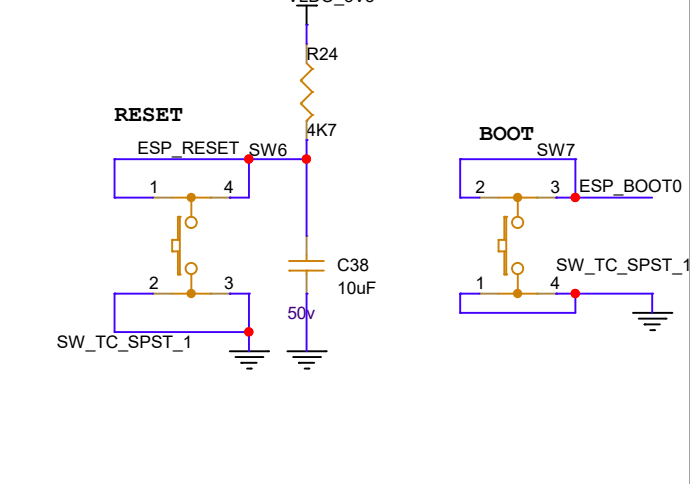 R24
4K7
RESET
ESP_RESET
SW6
1
4
2
3
SW_TC_SPST_1
C38
10uF
50v
BOOT
SW7
2
3
ESP_BOOT0
SW_TC_SPST_1
1
4